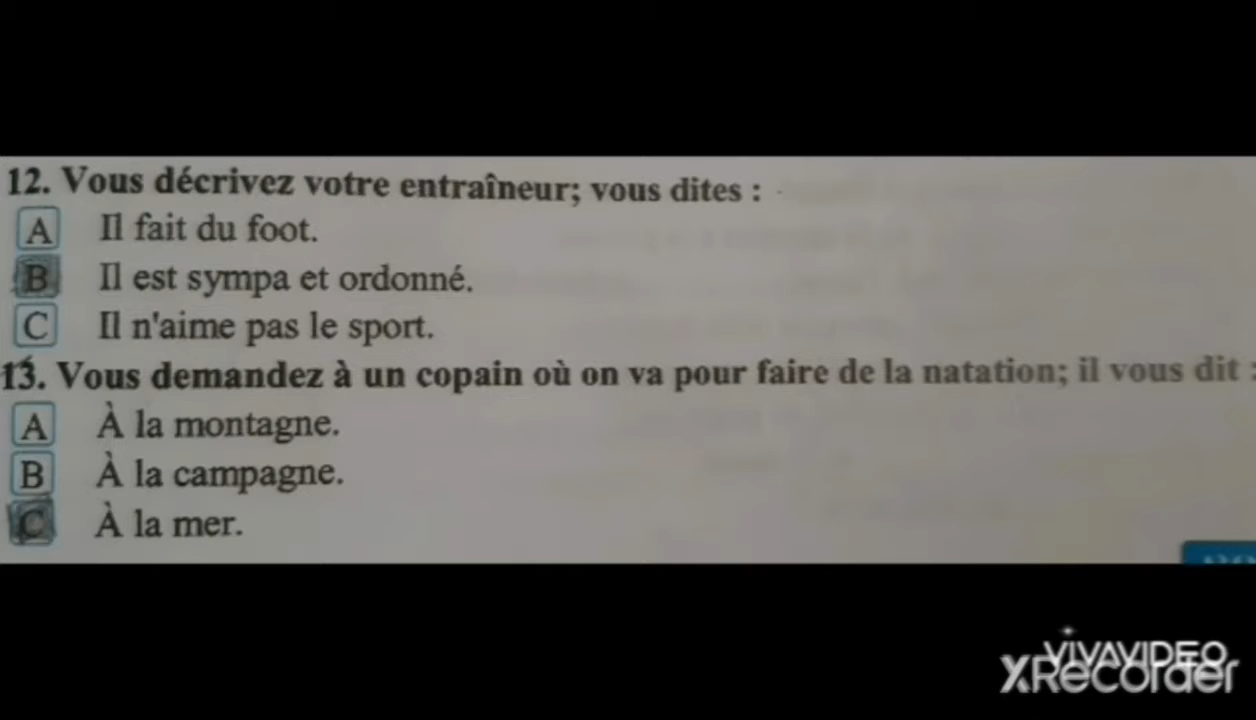 12. Vous décrivez votre entraîneur; vous dites :
A Il fait du foot.
B Il est sympa et ordonné.
C Il n'aime pas le sport.
13. Vous demandez à un copain où on va pour faire de la natation; il vous dit :
A À la montagne.
B À la campagne.
C À la mer.
VIVAVIDEO
XRecorder